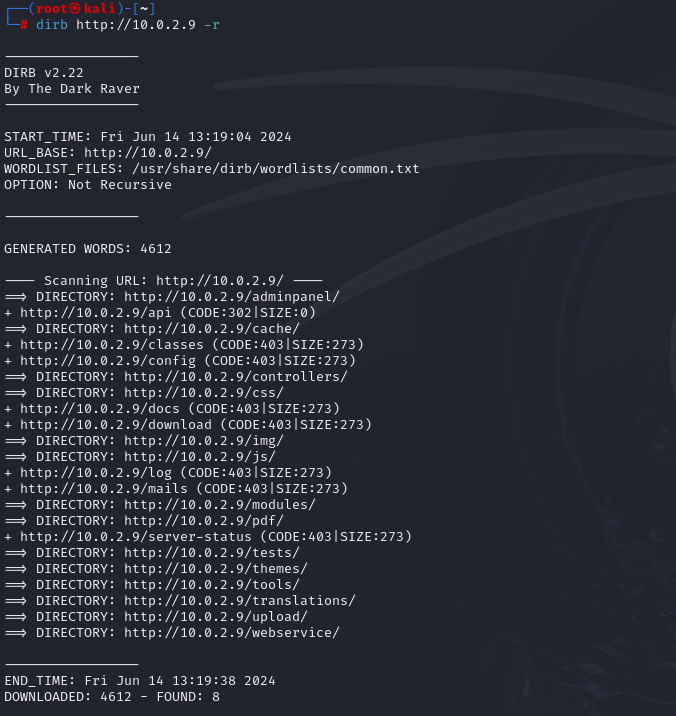 ┌──(root㉿kali)-[~]
└─# dirb http://10.0.2.9 -r
-----------------
DIRB v2.22
By The Dark Raver
-----------------
START_TIME: Fri Jun 14 13:19:04 2024
URL_BASE: http://10.0.2.9/
WORDLIST_FILES: /usr/share/dirb/wordlists/common.txt
OPTION: Not Recursive
-----------------
GENERATED WORDS: 4612
---- Scanning URL: http://10.0.2.9/ ----
==> DIRECTORY: http://10.0.2.9/adminpanel/
+ http://10.0.2.9/api (CODE:302|SIZE:0)
==> DIRECTORY: http://10.0.2.9/cache/
+ http://10.0.2.9/classes (CODE:403|SIZE:273)
+ http://10.0.2.9/config (CODE:403|SIZE:273)
==> DIRECTORY: http://10.0.2.9/controllers/
==> DIRECTORY: http://10.0.2.9/css/
+ http://10.0.2.9/docs (CODE:403|SIZE:273)
+ http://10.0.2.9/download (CODE:403|SIZE:273)
==> DIRECTORY: http://10.0.2.9/img/
==> DIRECTORY: http://10.0.2.9/js/
+ http://10.0.2.9/log (CODE:403|SIZE:273)
+ http://10.0.2.9/mails (CODE:403|SIZE:273)
==> DIRECTORY: http://10.0.2.9/modules/
==> DIRECTORY: http://10.0.2.9/pdf/
+ http://10.0.2.9/server-status (CODE:403|SIZE:273)
==> DIRECTORY: http://10.0.2.9/tests/
==> DIRECTORY: http://10.0.2.9/themes/
==> DIRECTORY: http://10.0.2.9/tools/
==> DIRECTORY: http://10.0.2.9/translations/
==> DIRECTORY: http://10.0.2.9/upload/
==> DIRECTORY: http://10.0.2.9/webservice/
-----------------
END_TIME: Fri Jun 14 13:19:38 2024
DOWNLOADED: 4612 - FOUND: 8